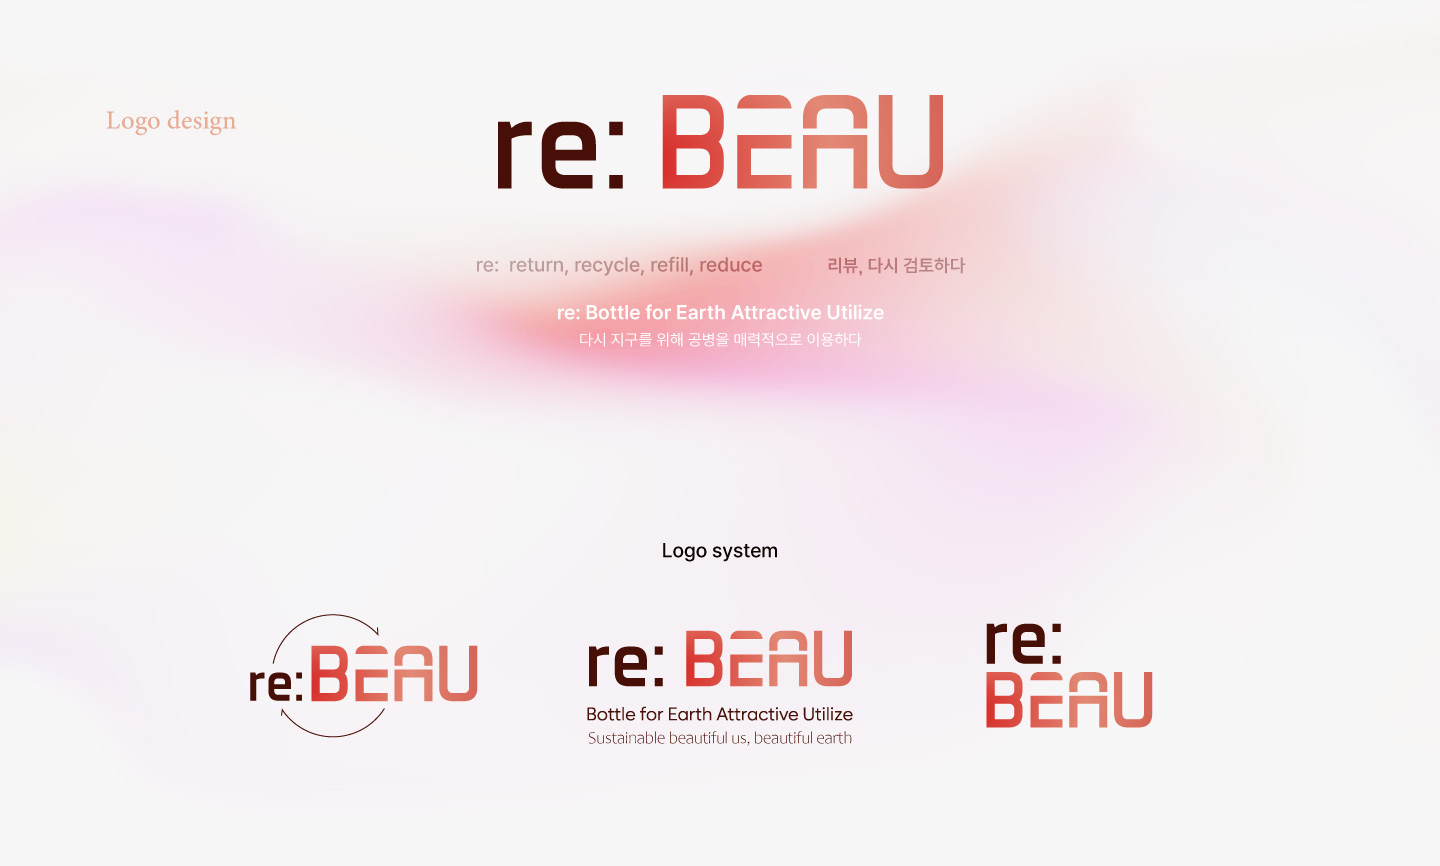 Logo design
re: BEAU
re: return, recycle, refill, reduce
리뷰, 다시 검토하다
re: Bottle for Earth Attractive Utilize
다시 지구를 위해 공병을 매력적으로 이용하다
Logo system
re: BEAU
re: BEAU
Bottle for Earth Attractive Utilize
Sustainable beautiful us, beautiful earth
re:
BEAU